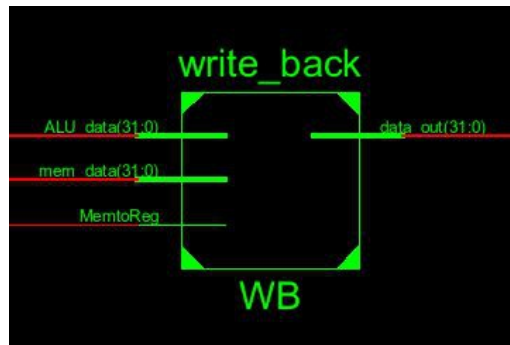 write_back
ALU_data(31:0)
data_out(31:0)
mem_data(31:0)
MemtoReg
WB